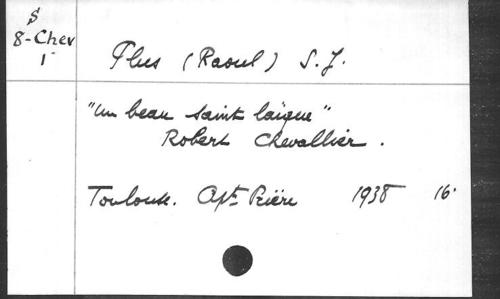 S
8-Chev
1
Plus (Raoul) S.J.
"Un beau saint laïque"
Robert Chevallier.
Toulouse. Apt Prière 1938 16°